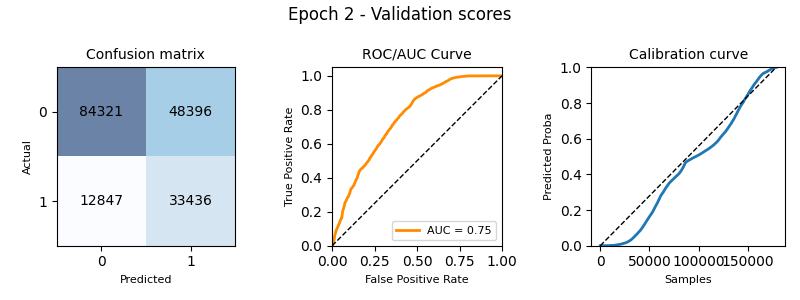 Epoch 2 - Validation scores
Confusion matrix
Actual
0
1
84321 48396
12847 33436
0 1
Predicted
ROC/AUC Curve
True Positive Rate
1.0
0.8
0.6
0.4
0.2
0.0
AUC = 0.75
0.00 0.25 0.50 0.75 1.00
False Positive Rate
Calibration curve
Predicted Proba
1.0
0.8
0.6
0.4
0.2
0.0
0 50000 100000 150000
Samples